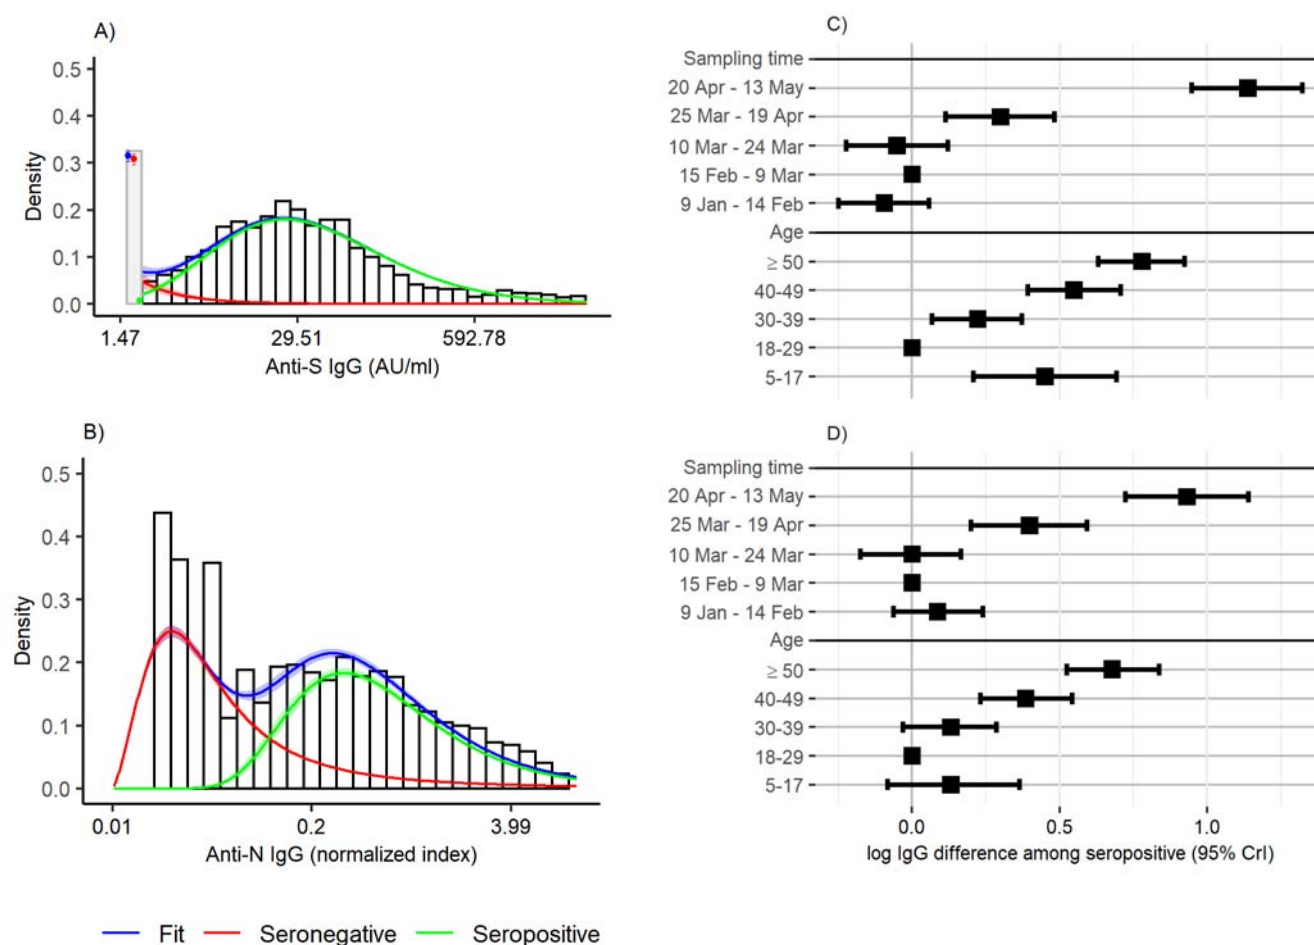 A)
Density
0.5
0.4
0.3
0.2
0.1
0.0
1.47 29.51 592.78
Anti-S IgG (AU/ml)
B)
Density
0.5
0.4
0.3
0.2
0.1
0.0
0.01 0.2 3.99
Anti-N IgG (normalized index)
Fit Seronegative Seropositive
C)
Sampling time
20 Apr - 13 May
25 Mar - 19 Apr
10 Mar - 24 Mar
15 Feb - 9 Mar
9 Jan - 14 Feb
Age
≥ 50
40-49
30-39
18-29
5-17
D)
Sampling time
20 Apr - 13 May
25 Mar - 19 Apr
10 Mar - 24 Mar
15 Feb - 9 Mar
9 Jan - 14 Feb
Age
≥ 50
40-49
30-39
18-29
5-17
0.0 0.5 1.0
log IgG difference among seropositive (95% CrI)